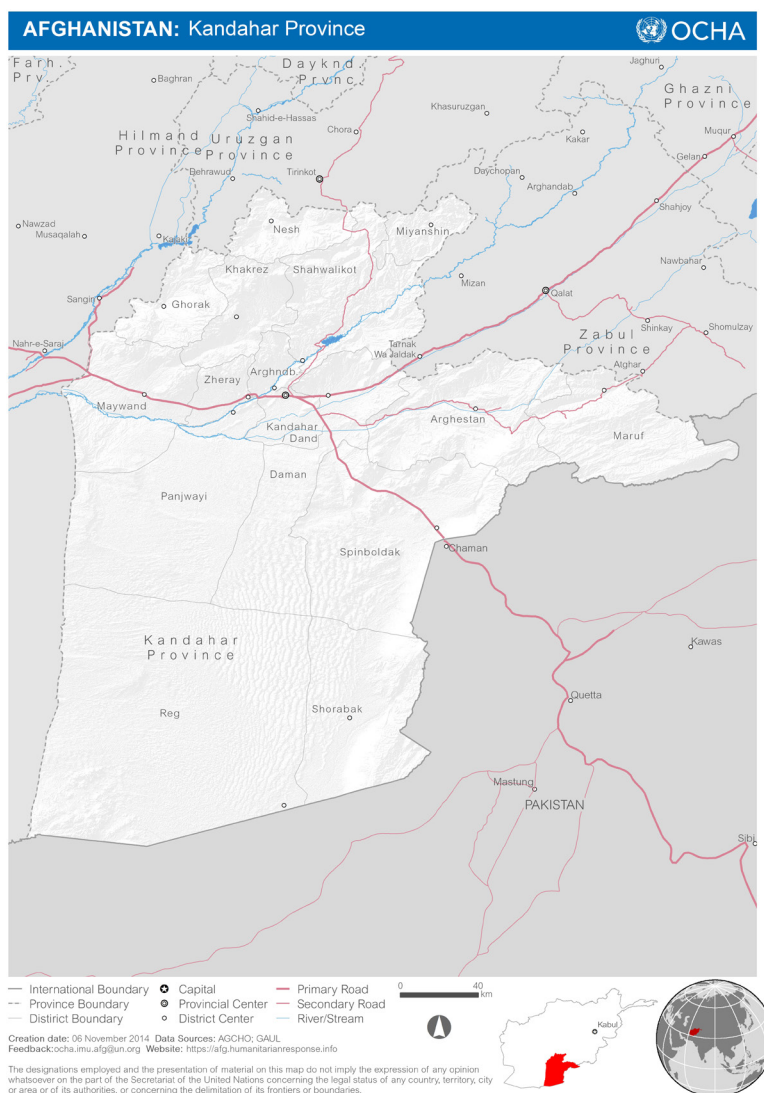 AFGHANISTAN: Kandahar Province
OCHA
Farh.
Prv.
Baghran
Dayknd.
Prvnc.
Jaghuri
Ghazni
Province
Khasuruzgan
Shahid-e-Hassas
Chora
Kakar
Muqur
Hilmand
Province
Uruzgan
Province
Gelan
Behrawud
Tirinkot
Daychopan
Arghandab
Shahjoy
Nawzad
Musaqalah
Kajaki
Nesh
Miyanshin
Nawbahar
Khakrez
Shahwalikot
Mizan
Qalat
Sangin
Ghorak
Shinkay
Shomulzay
Zabul
Province
Nahr-e-Saraj
Tarnak
Wa Jaldak
Alghar
Arghndb.
Zheray
Maywand
Arghestan
Kandahar
Dand
Maruf
Daman
Panjwayi
Spinboldak
Chaman
Kandahar
Province
Kawas
Quetta
Reg
Shorabak
Mastung
PAKISTAN
Sibi
International Boundary
Province Boundary
Distirict Boundary
Capital
Provincial Center
District Center
Primary Road
Secondary Road
River/Stream
0 40
km
Kabul
Creation date: 06 November 2014 Data Sources: AGCHO; GAUL
Feedback:ocha.imu.afg@un.org Website: https://afg.humanitarianresponse.info
The designations employed and the presentation of material on this map do not imply the expression of any opinion
whatsoever on the part of the Secretariat of the United Nations concerning the legal status of any country, territory, city
or area or of its authorities, or concerning the delimitation of its frontiers or boundaries.